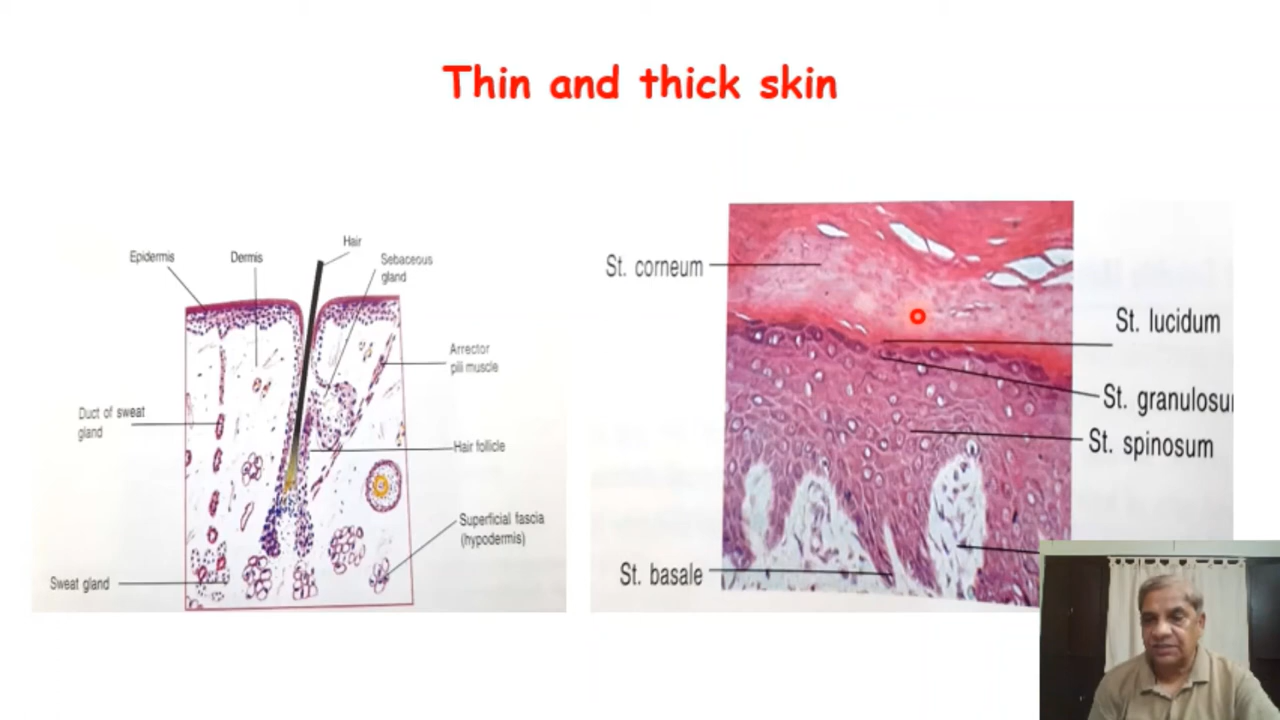 Thin and thick skin
Hair
Epidermis
Dermis
Sebaceous
gland
Arrector
pili muscle
Duct of sweat
gland
Hair follicle
Superficial fascia
(hypodermis)
Sweat gland
St. corneum
St. lucidum
St. granulosu
St. spinosum
St. basale